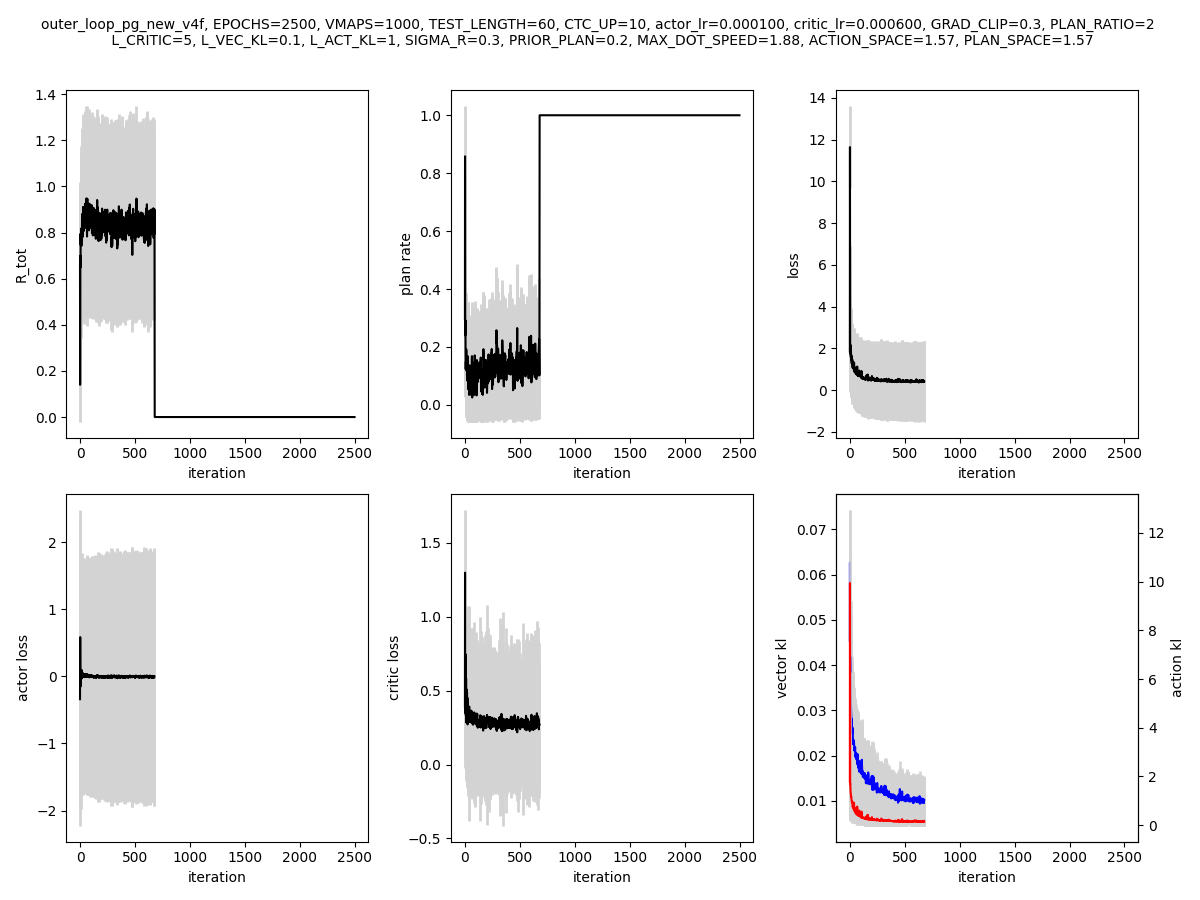 outer_loop_pg_new_v4f, EPOCHS=2500, VMAPS=1000, TEST_LENGTH=60, CTC_UP=10, actor_lr=0.000100, critic_lr=0.000600, GRAD_CLIP=0.3, PLAN_RATIO=2
L_CRITIC=5, L_VEC_KL=0.1, L_ACT_KL=1, SIGMA_R=0.3, PRIOR_PLAN=0.2, MAX_DOT_SPEED=1.88, ACTION_SPACE=1.57, PLAN_SPACE=1.57
R_tot
1.4
1.2
1.0
0.8
0.6
0.4
0.2
0.0
0 500 1000 1500 2000 2500
iteration
plan rate
1.0
0.8
0.6
0.4
0.2
0.0
0 500 1000 1500 2000 2500
iteration
loss
14
12
10
8
6
4
2
0
−2
0 500 1000 1500 2000 2500
iteration
actor loss
2
1
0
−1
−2
0 500 1000 1500 2000 2500
iteration
critic loss
1.5
1.0
0.5
0.0
−0.5
0 500 1000 1500 2000 2500
iteration
vector kl
0.07
0.06
0.05
0.04
0.03
0.02
0.01
0 500 1000 1500 2000 2500
iteration
12
10
8
6
4
2
0
action kl